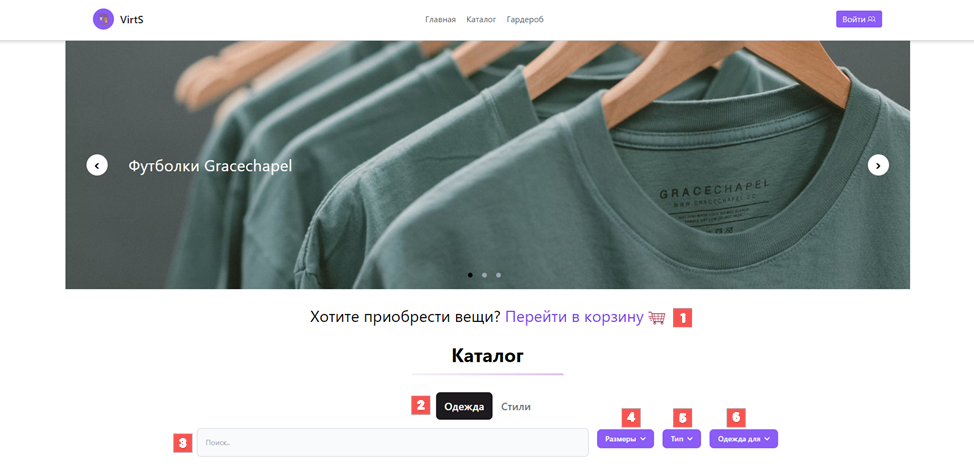 VirtS
Главная Каталог Гардероб
Войти
Футболки Gracechapel
GRACECHAPEL
Хотите приобрести вещи? Перейти в корзину 1
Каталог
2 Одежда Стили
3 Поиск..
4 5 6
Размеры Тип Одежда для